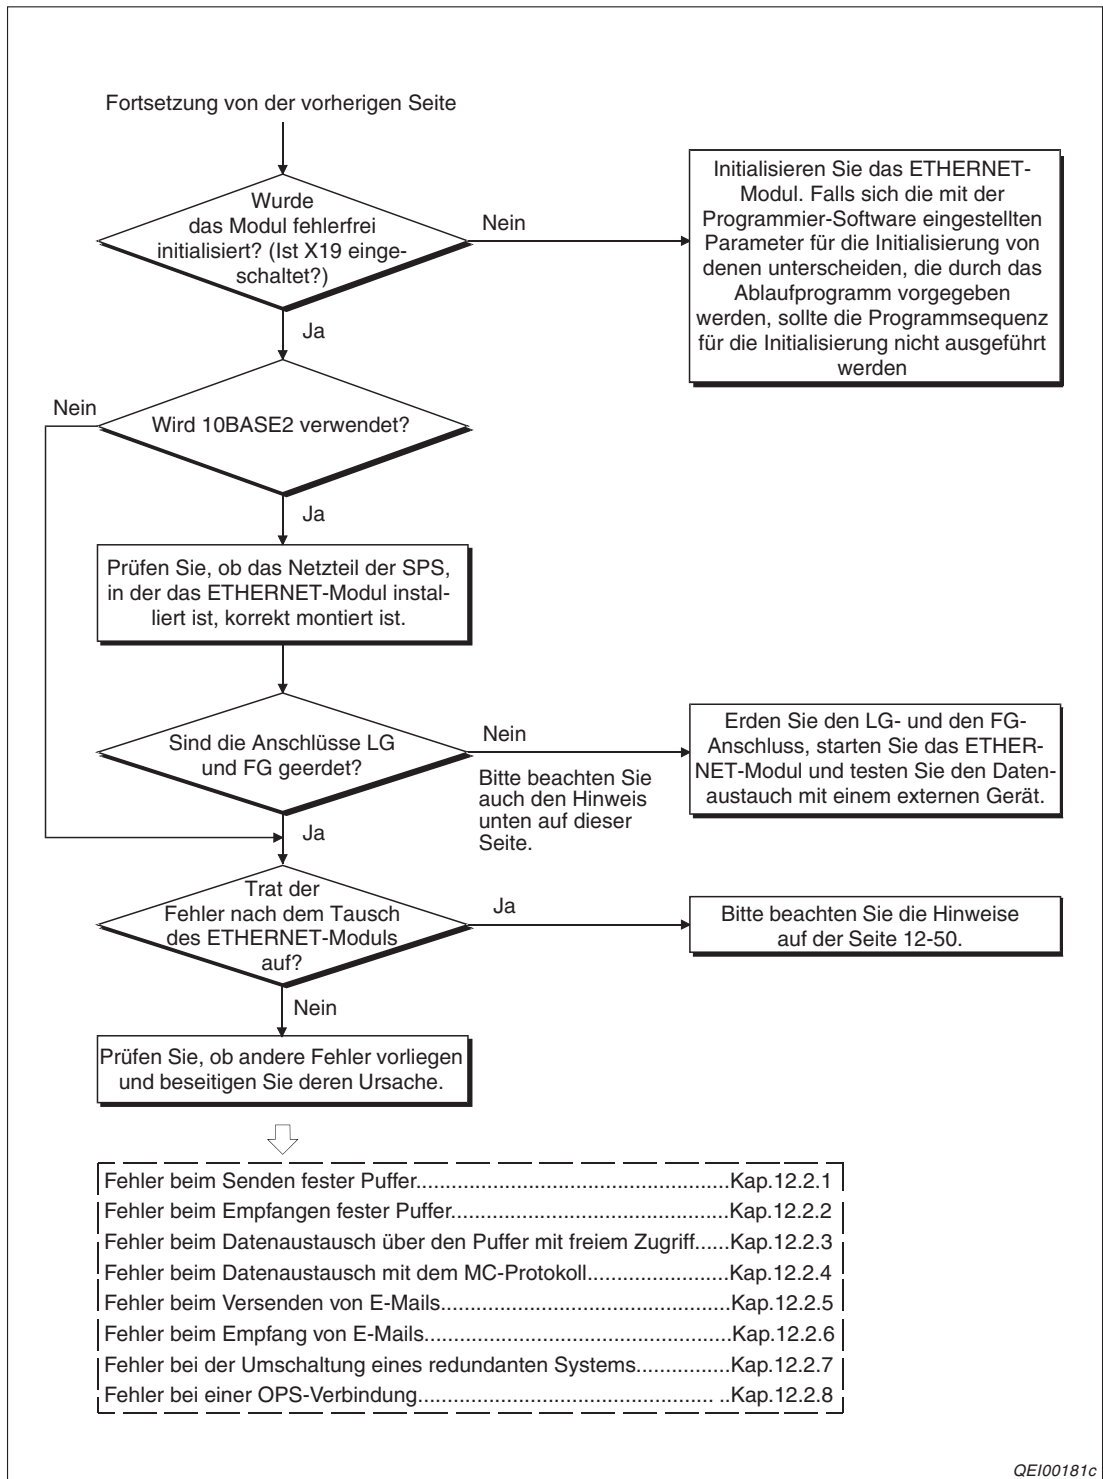 Fortsetzung von der vorherigen Seite
Wurde
das Modul fehlerfrei
initialisiert? (Ist X19 einge-
schaltet?)
Nein
Initialisieren Sie das ETHERNET-
Modul. Falls sich die mit der
Programmier-Software eingestellten
Parameter für die Initialisierung von
denen unterscheiden, die durch das
Ablaufprogramm vorgegeben
werden, sollte die Programmsequenz
für die Initialisierung nicht ausgeführt
werden
Ja
Nein
Wird 10BASE2 verwendet?
Ja
Prüfen Sie, ob das Netzteil der SPS,
in der das ETHERNET-Modul instal-
liert ist, korrekt montiert ist.
Sind die Anschlüsse LG
und FG geerdet?
Nein
Bitte beachten Sie
auch den Hinweis
unten auf dieser
Seite.
Erden Sie den LG- und den FG-
Anschluss, starten Sie das ETHER-
NET-Modul und testen Sie den Daten-
austauch mit einem externen Gerät.
Ja
Trat der
Fehler nach dem Tausch
des ETHERNET-Moduls
auf?
Ja
Bitte beachten Sie die Hinweise
auf der Seite 12-50.
Nein
Prüfen Sie, ob andere Fehler vorliegen
und beseitigen Sie deren Ursache.
Fehler beim Senden fester Puffer.....................................................Kap.12.2.1
Fehler beim Empfangen fester Puffer...............................................Kap.12.2.2
Fehler beim Datenaustausch über den Puffer mit freiem Zugriff......Kap.12.2.3
Fehler beim Datenaustausch mit dem MC-Protokoll........................Kap.12.2.4
Fehler beim Versenden von E-Mails.................................................Kap.12.2.5
Fehler beim Empfang von E-Mails....................................................Kap.12.2.6
Fehler bei der Umschaltung eines redundanten Systems................Kap.12.2.7
Fehler bei einer OPS-Verbindung.................................................. ..Kap.12.2.8
QEI00181c